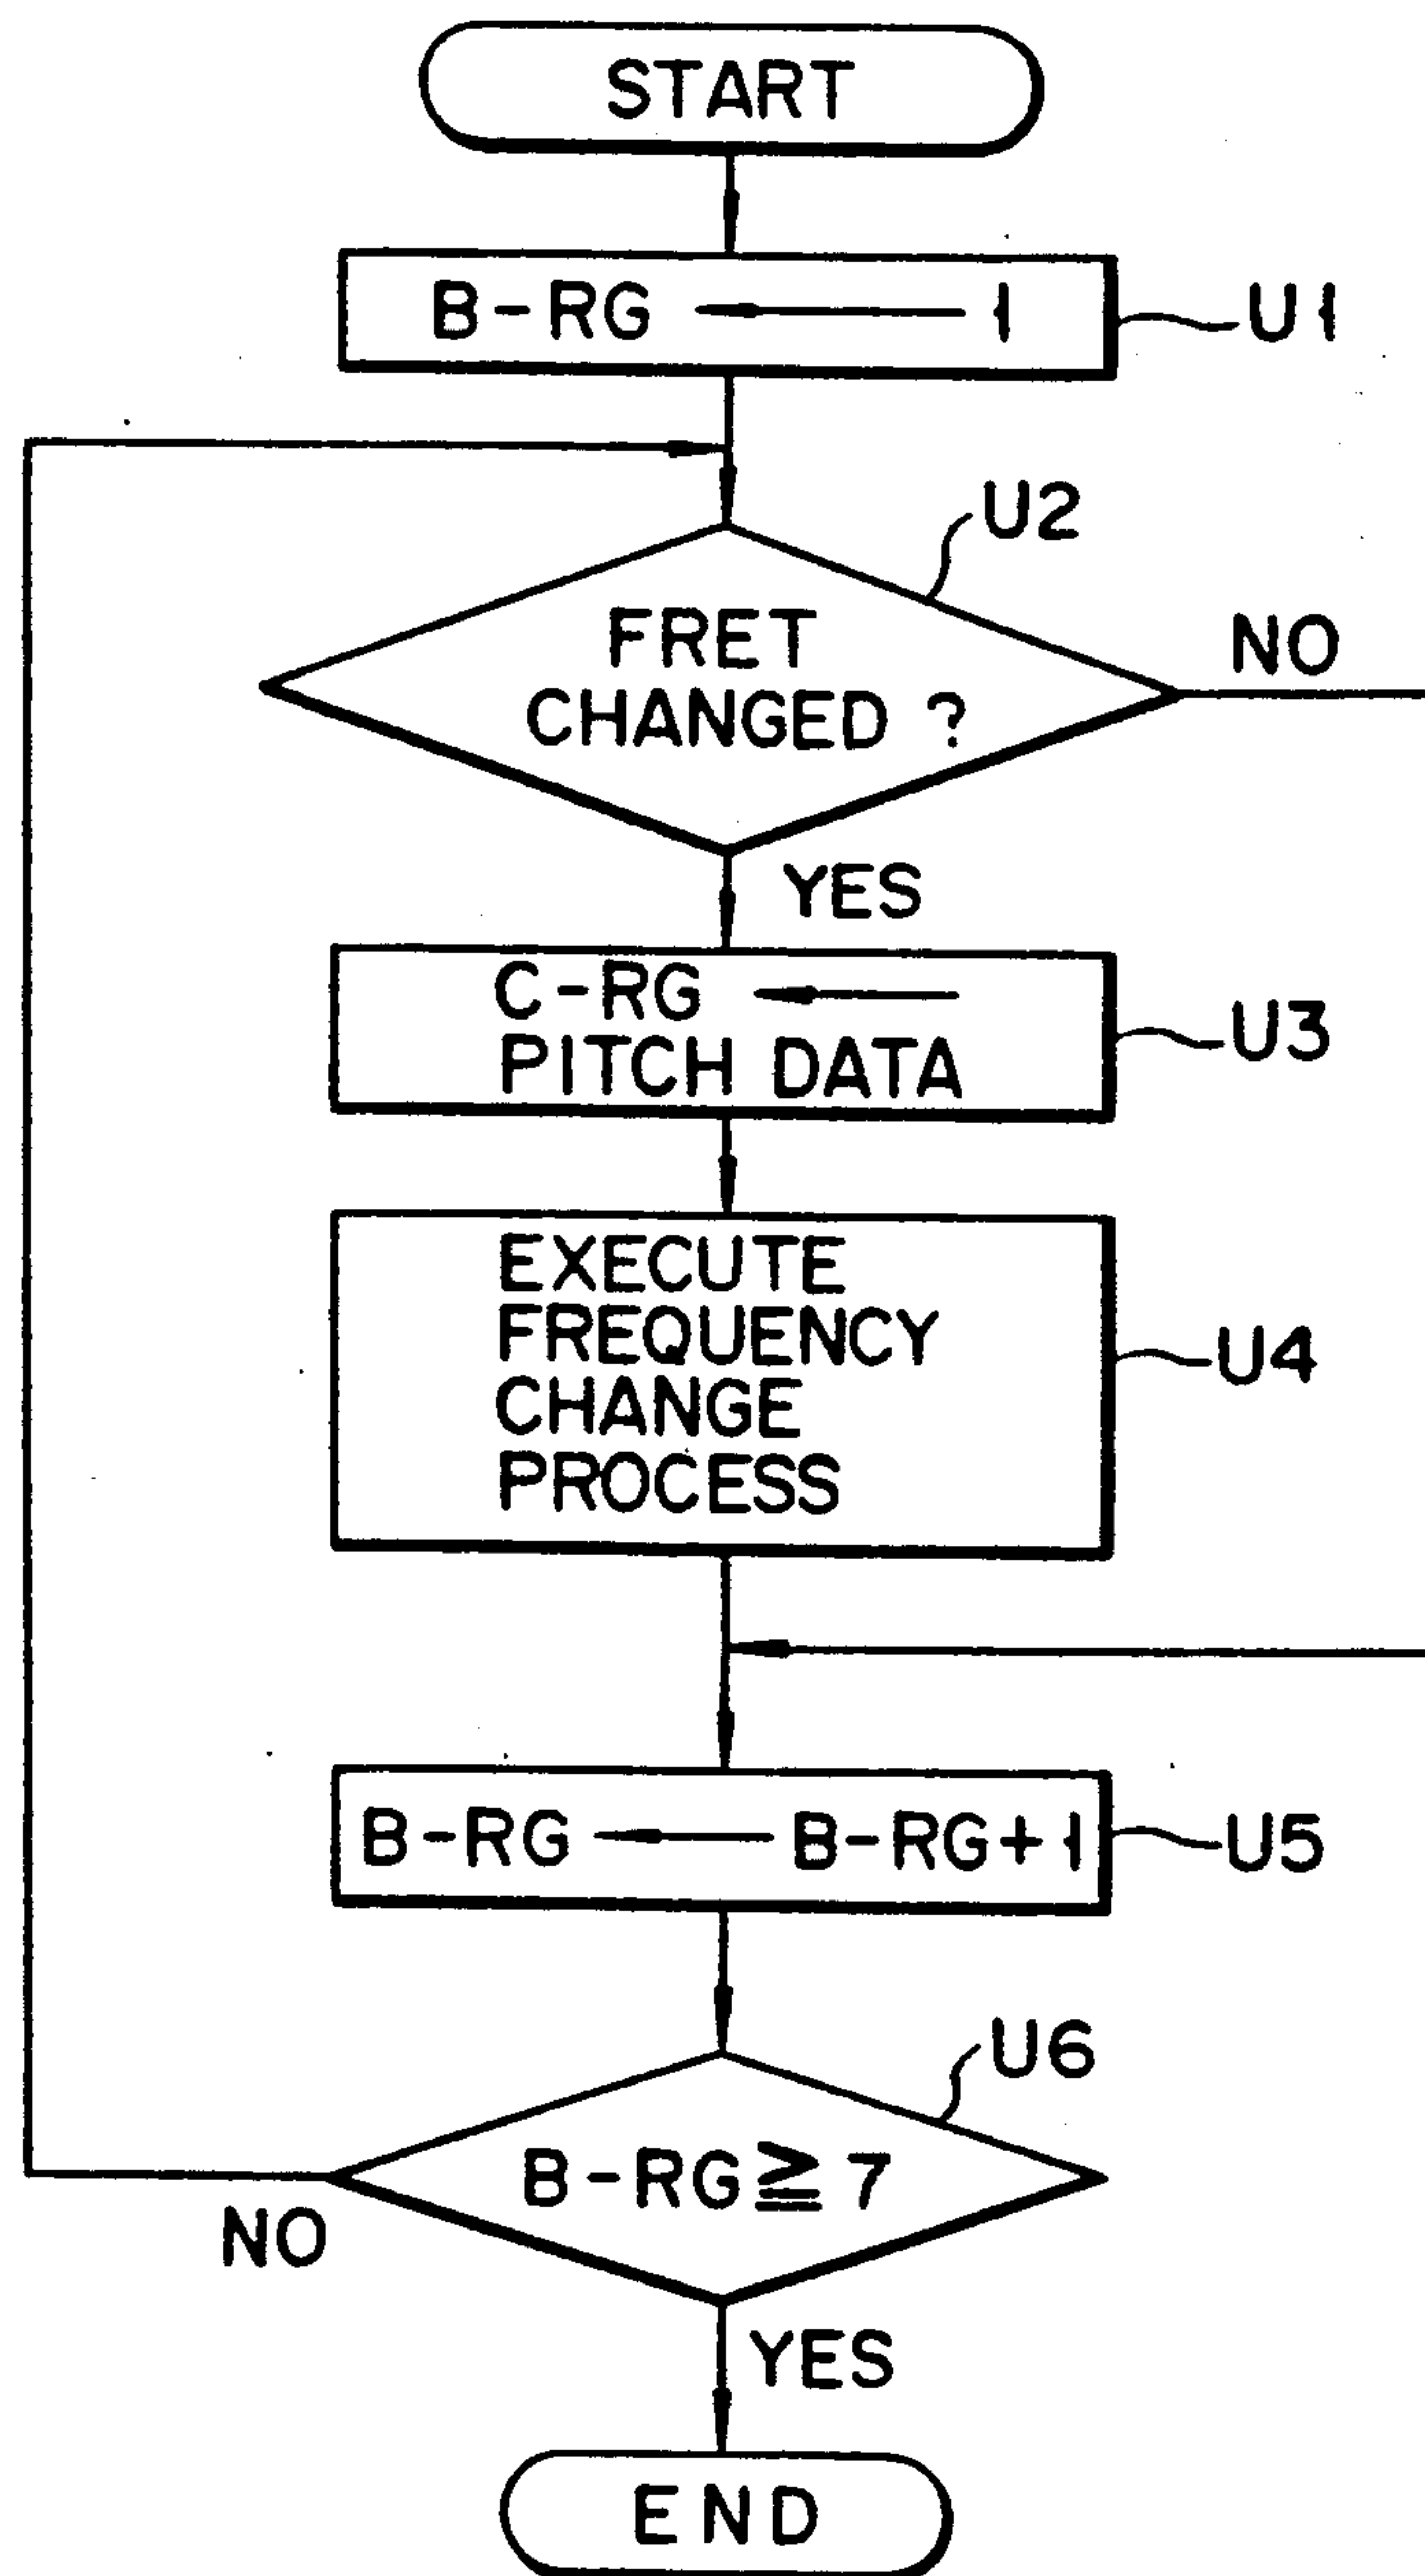 START
B-RG ← 1
U1
U2
FRET
CHANGED ?
NO
YES
C-RG ←
PITCH DATA
U3
EXECUTE
FREQUENCY
CHANGE
PROCESS
U4
B-RG ← B-RG+1
U5
U6
B-RG≧7
NO
YES
END